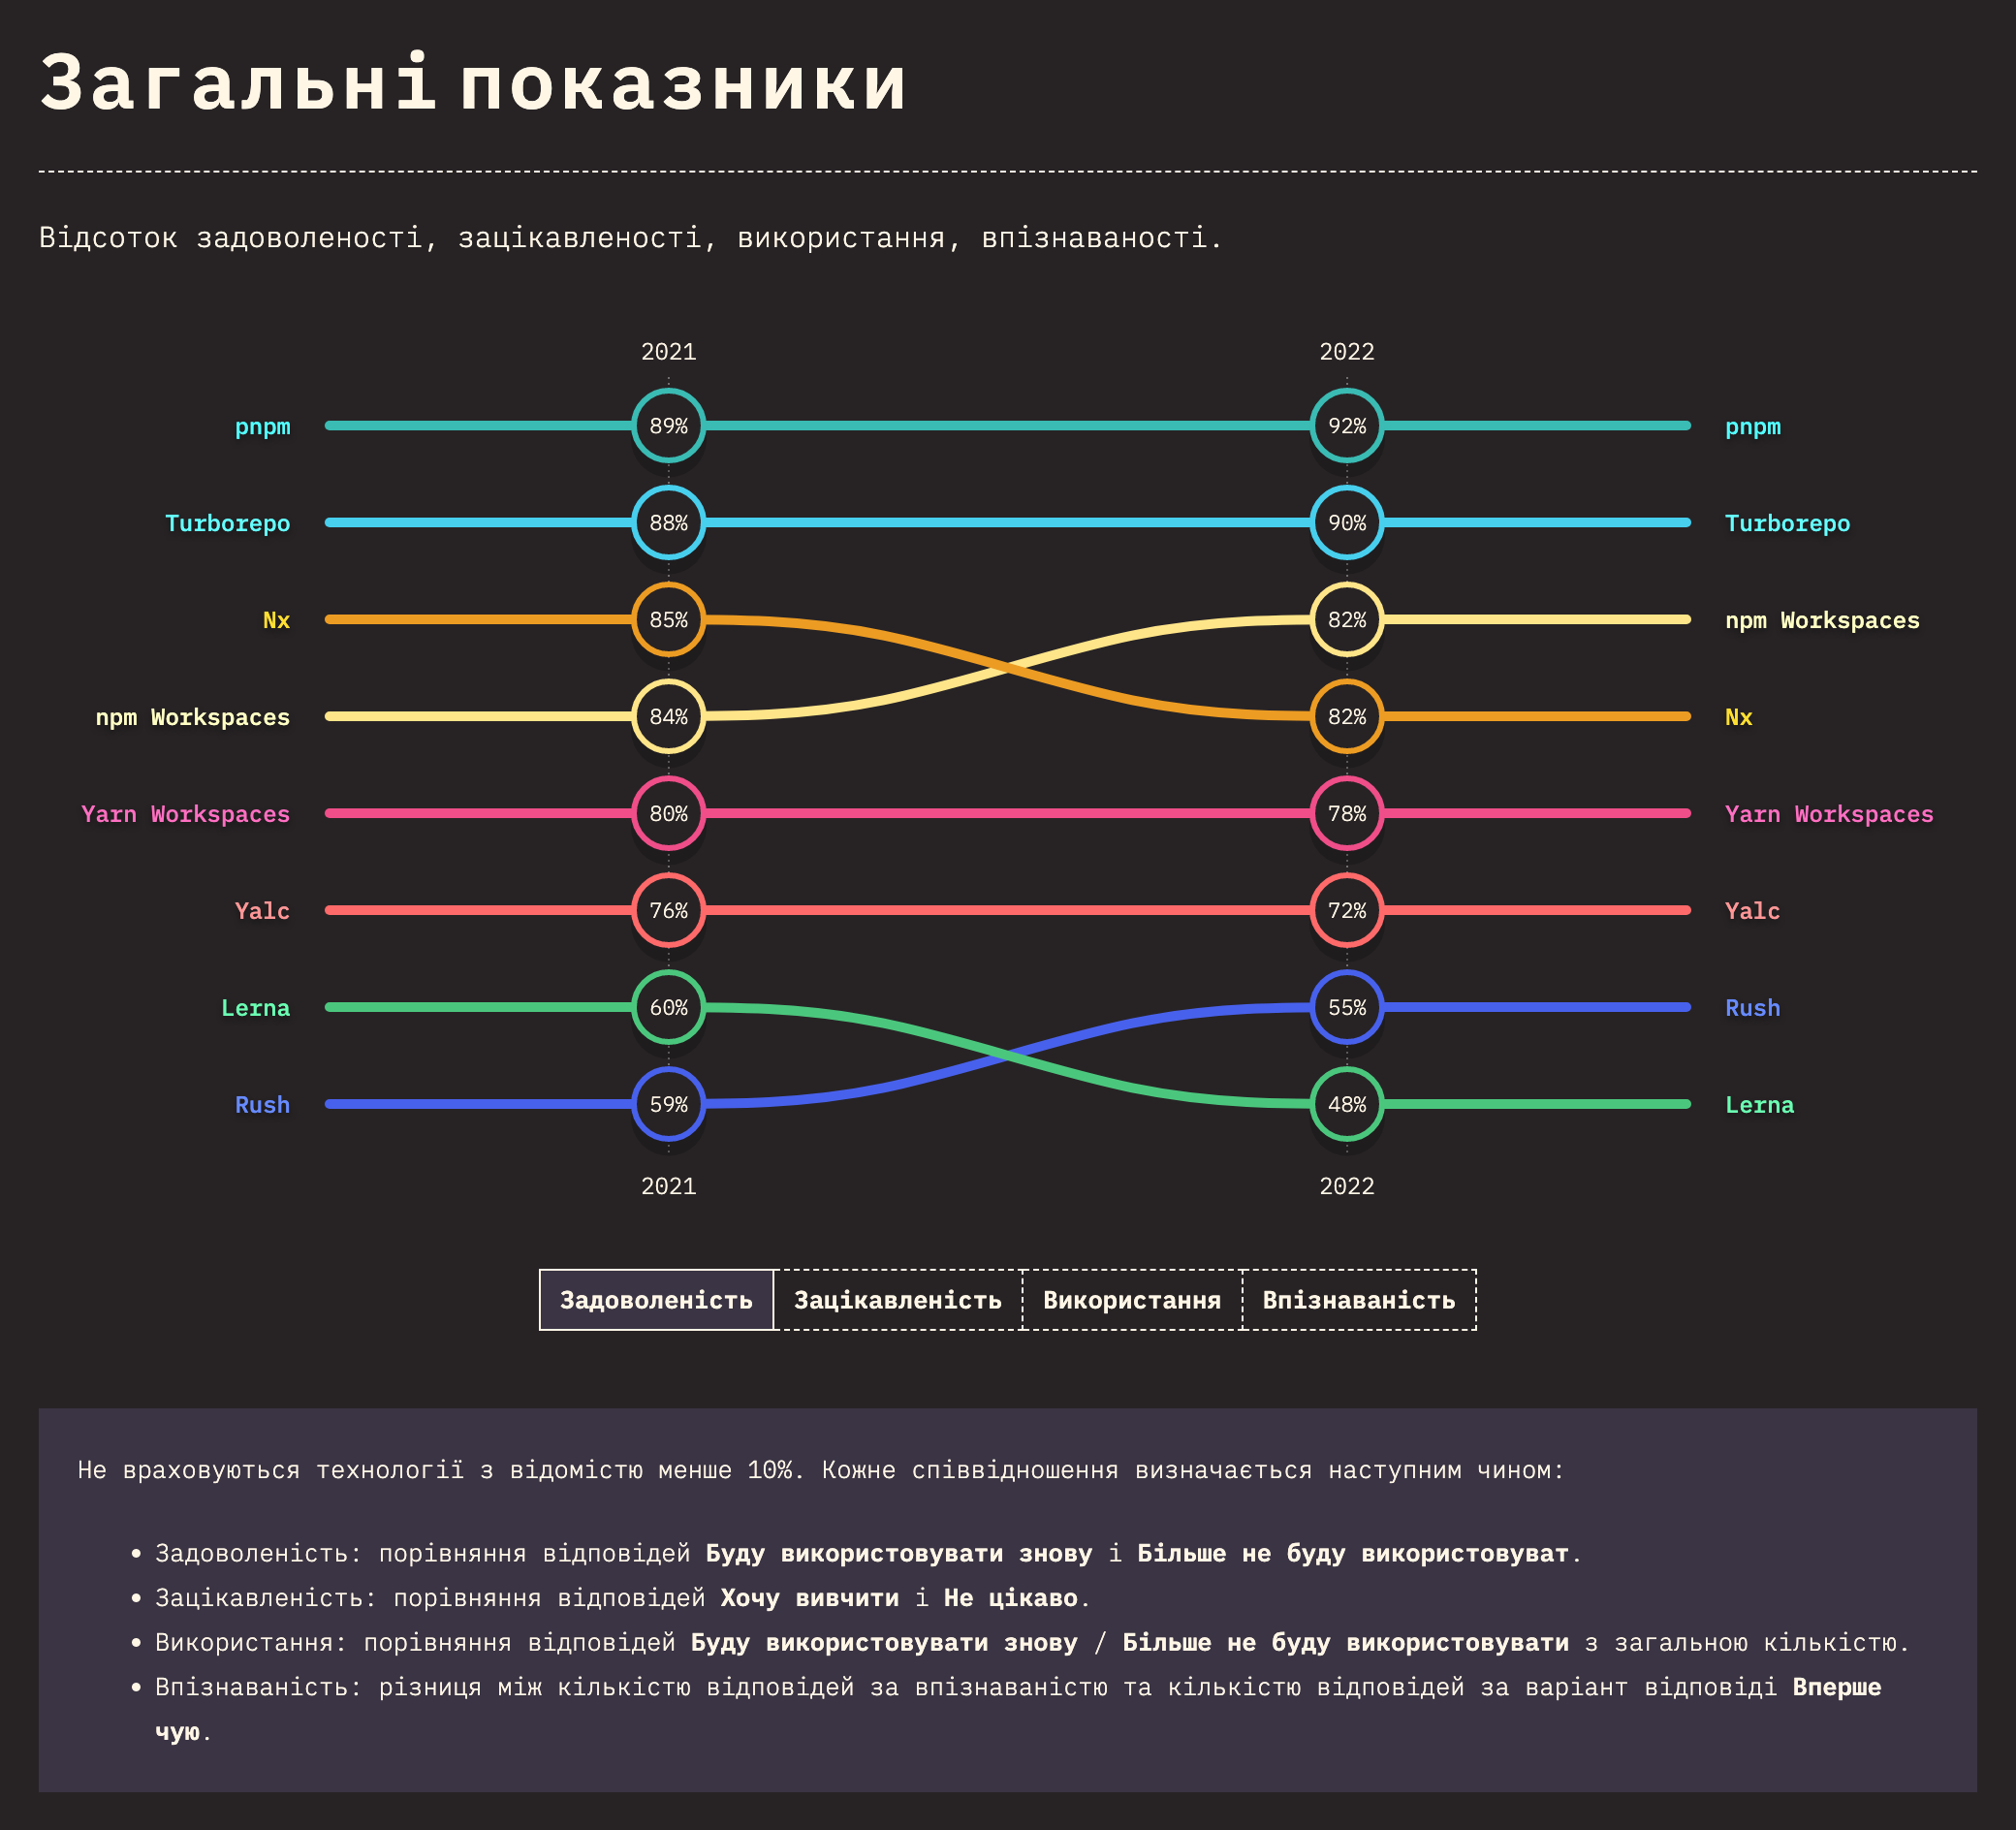 Загальні показники
Відсоток задоволеності, зацікавленості, використання, впізнаваності.
2021 2022
pnpm 89% 92% pnpm
Turborepo 88% 90% Turborepo
Nx 85% 82% npm Workspaces
npm Workspaces 84% 82% Nx
Yarn Workspaces 80% 78% Yarn Workspaces
Yalc 76% 72% Yalc
Lerna 60% 55% Rush
Rush 59% 48% Lerna
2021 2022
Задоволеність Зацікавленість Використання Впізнаваність
Не враховуються технології з відомістю менше 10%. Кожне співвідношення визначається наступним чином:
• Задоволеність: порівняння відповідей Буду використовувати знову і Більше не буду використовуват.
• Зацікавленість: порівняння відповідей Хочу вивчити і Не цікаво.
• Використання: порівняння відповідей Буду використовувати знову / Більше не буду використовувати з загальною кількістю.
• Впізнаваність: різниця між кількістю відповідей за впізнаваністю та кількістю відповідей за варіант відповіді Вперше
чую.